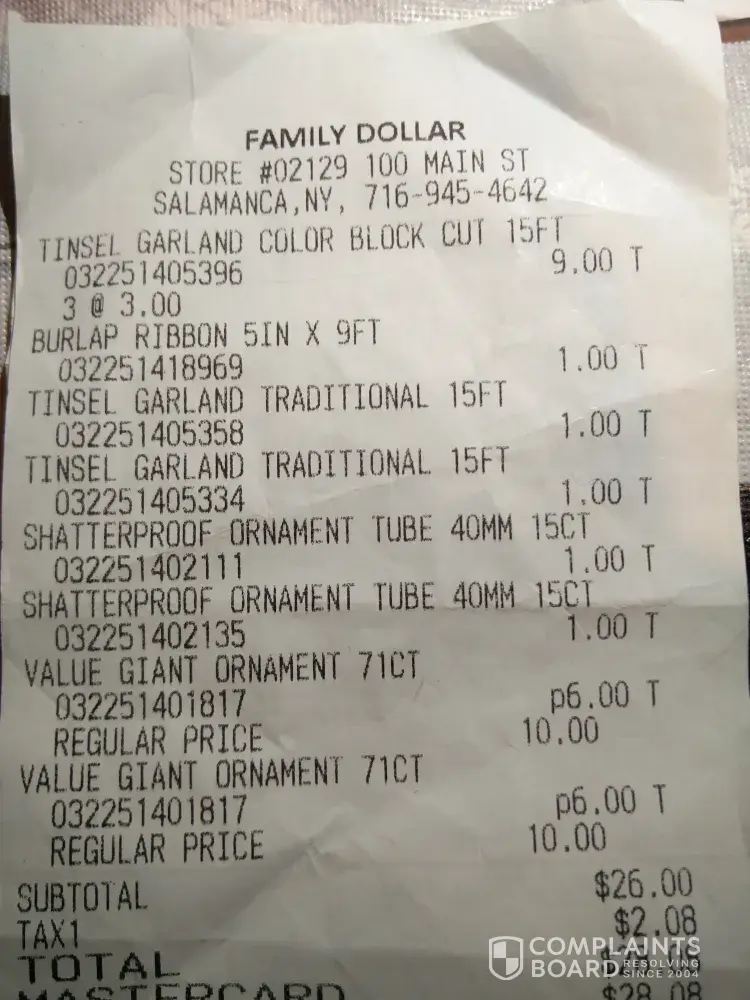 FAMILY DOLLAR
STORE #02129 100 MAIN ST
SALAMANCA,NY, 716-945-4642
TINSEL GARLAND COLOR BLOCK CUT 15FT
032251405396 9.00 T
3 @ 3.00
BURLAP RIBBON 5IN X 9FT
032251418969 1.00 T
TINSEL GARLAND TRADITIONAL 15FT
032251405358 1.00 T
TINSEL GARLAND TRADITIONAL 15FT
032251405334 1.00 T
SHATTERPROOF ORNAMENT TUBE 40MM 15CT
032251402111 1.00 T
SHATTERPROOF ORNAMENT TUBE 40MM 15CT
032251402135 1.00 T
VALUE GIANT ORNAMENT 71CT
032251401817 p6.00 T
REGULAR PRICE 10.00
VALUE GIANT ORNAMENT 71CT
032251401817 p6.00 T
REGULAR PRICE 10.00
SUBTOTAL $26.00
TAX1 $2.08
TOTAL
MASTERCARD $28.08
COMPLAINTS
BOARD RESOLVING
SINCE 2004